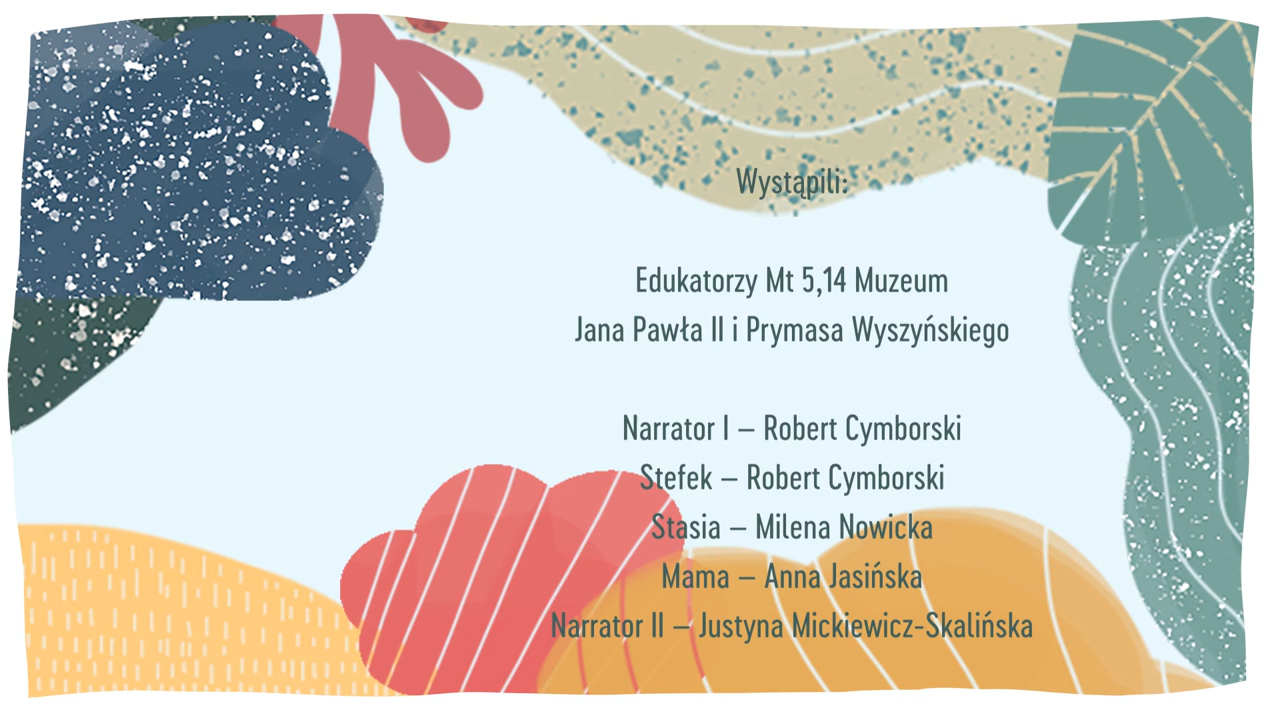 Wystąpili:
Edukatorzy Mt 5,14 Muzeum
Jana Pawła II i Prymasa Wyszyńskiego
Narrator I – Robert Cymborski
Stefek – Robert Cymborski
Stasia – Milena Nowicka
Mama – Anna Jasińska
Narrator II – Justyna Mickiewicz-Skalińska